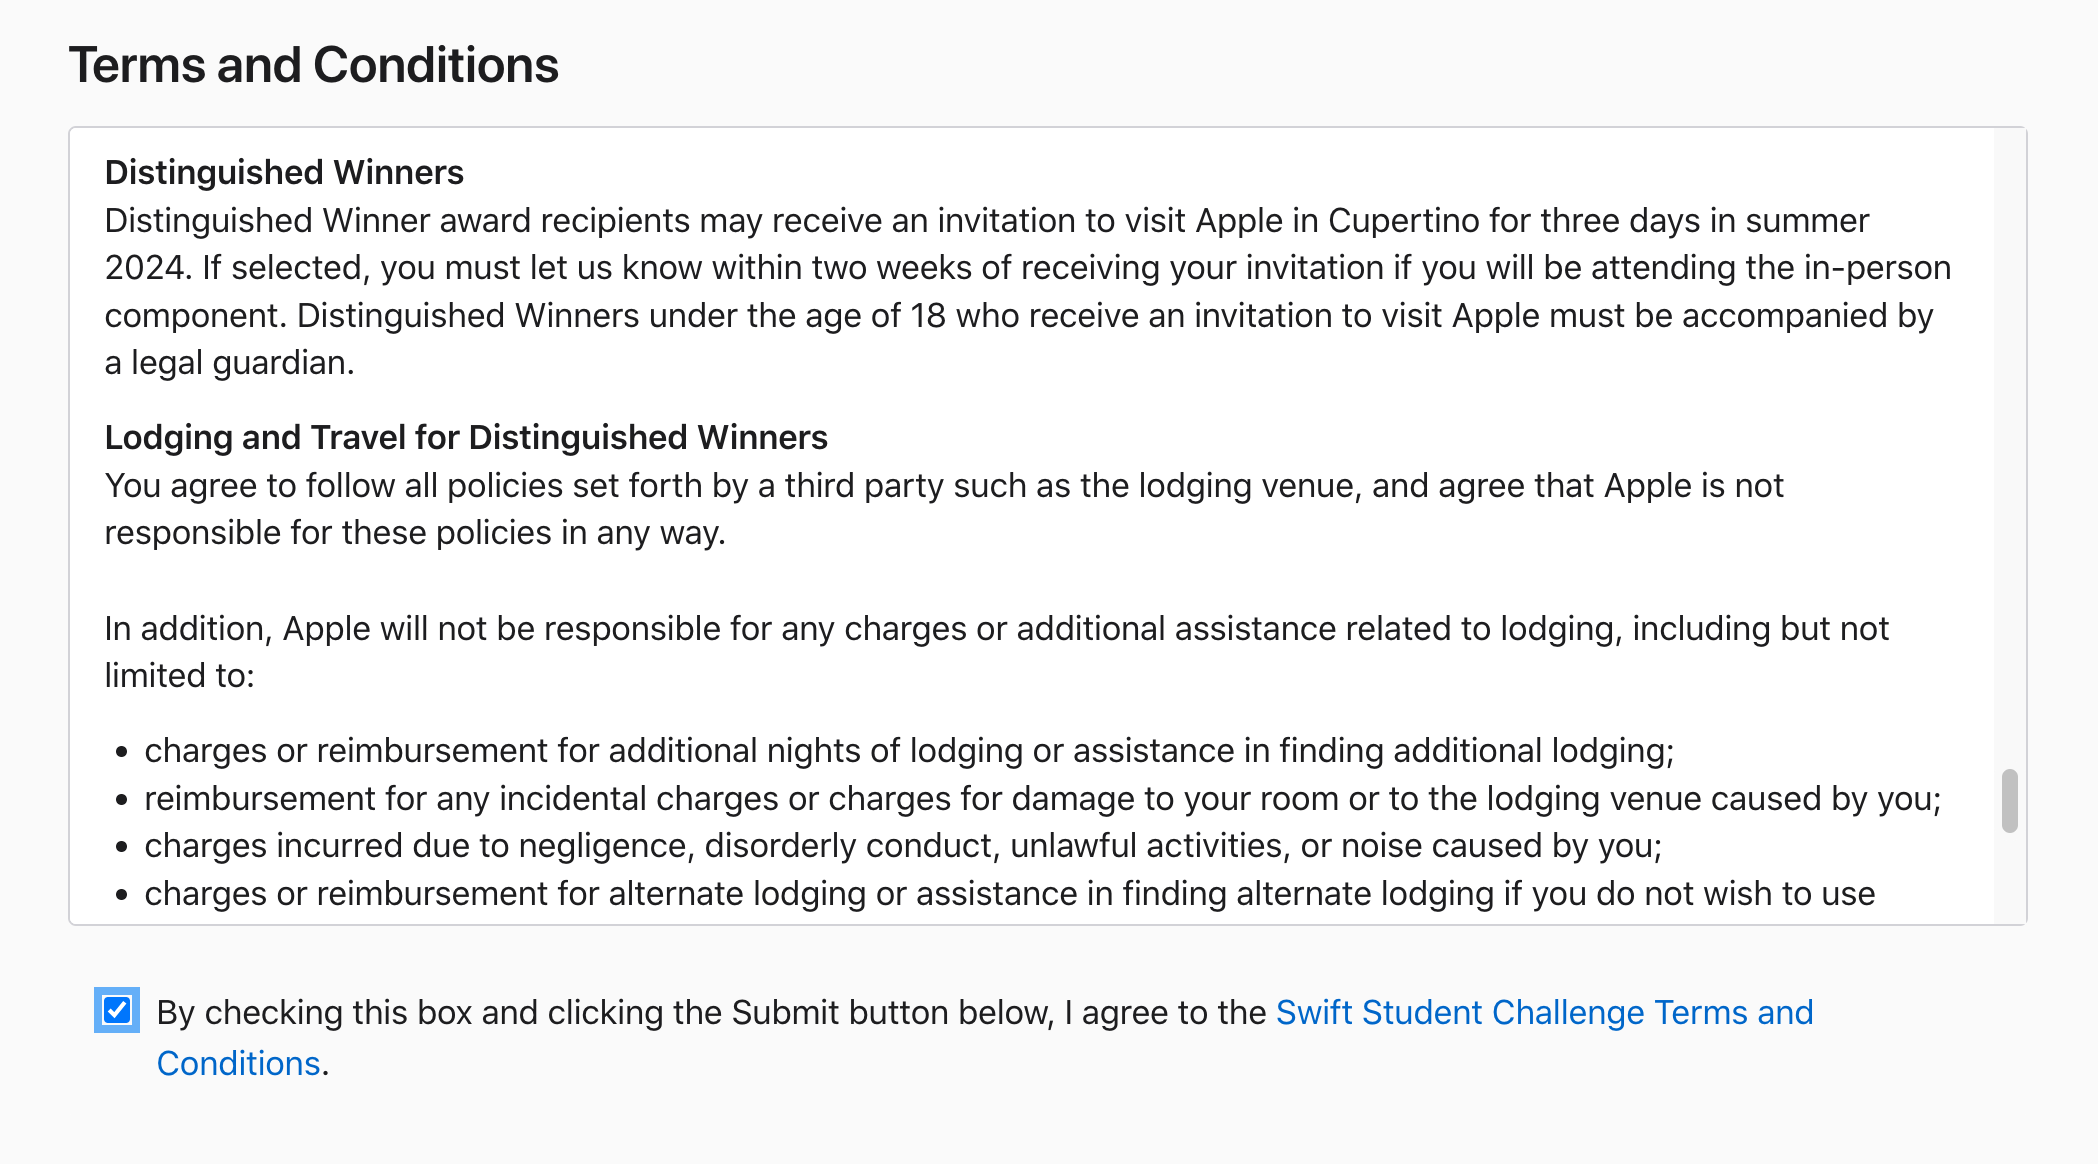 Terms and Conditions
Distinguished Winners
Distinguished Winner award recipients may receive an invitation to visit Apple in Cupertino for three days in summer
2024. If selected, you must let us know within two weeks of receiving your invitation if you will be attending the in-person
component. Distinguished Winners under the age of 18 who receive an invitation to visit Apple must be accompanied by
a legal guardian.
Lodging and Travel for Distinguished Winners
You agree to follow all policies set forth by a third party such as the lodging venue, and agree that Apple is not
responsible for these policies in any way.
In addition, Apple will not be responsible for any charges or additional assistance related to lodging, including but not
limited to:
• charges or reimbursement for additional nights of lodging or assistance in finding additional lodging;
• reimbursement for any incidental charges or charges for damage to your room or to the lodging venue caused by you;
• charges incurred due to negligence, disorderly conduct, unlawful activities, or noise caused by you;
• charges or reimbursement for alternate lodging or assistance in finding alternate lodging if you do not wish to use
By checking this box and clicking the Submit button below, I agree to the Swift Student Challenge Terms and
Conditions.